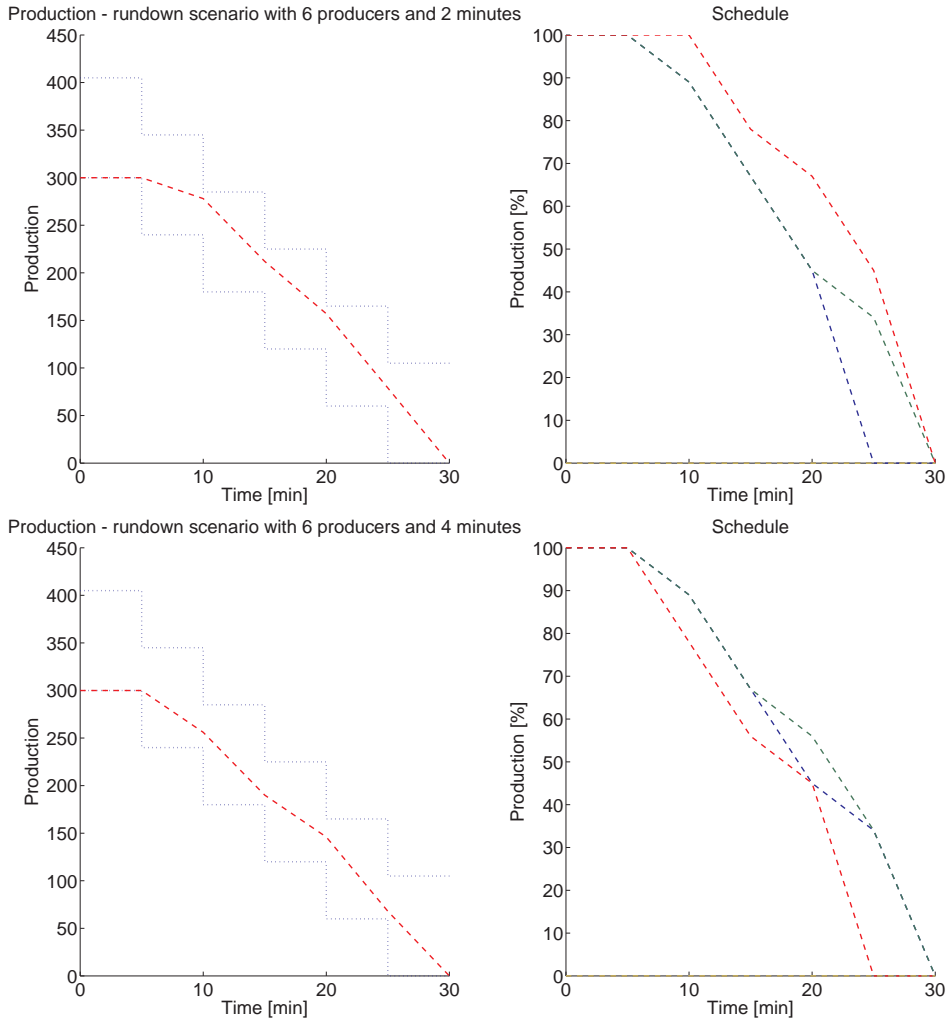 Production - rundown scenario with 6 producers and 2 minutes
450
400
350
300
250
200
150
100
50
0
Production
0 10 20 30
Time [min]
Schedule
100
90
80
70
60
50
40
30
20
10
0
Production [%]
0 10 20 30
Time [min]
Production - rundown scenario with 6 producers and 4 minutes
450
400
350
300
250
200
150
100
50
0
Production
0 10 20 30
Time [min]
Schedule
100
90
80
70
60
50
40
30
20
10
0
Production [%]
0 10 20 30
Time [min]